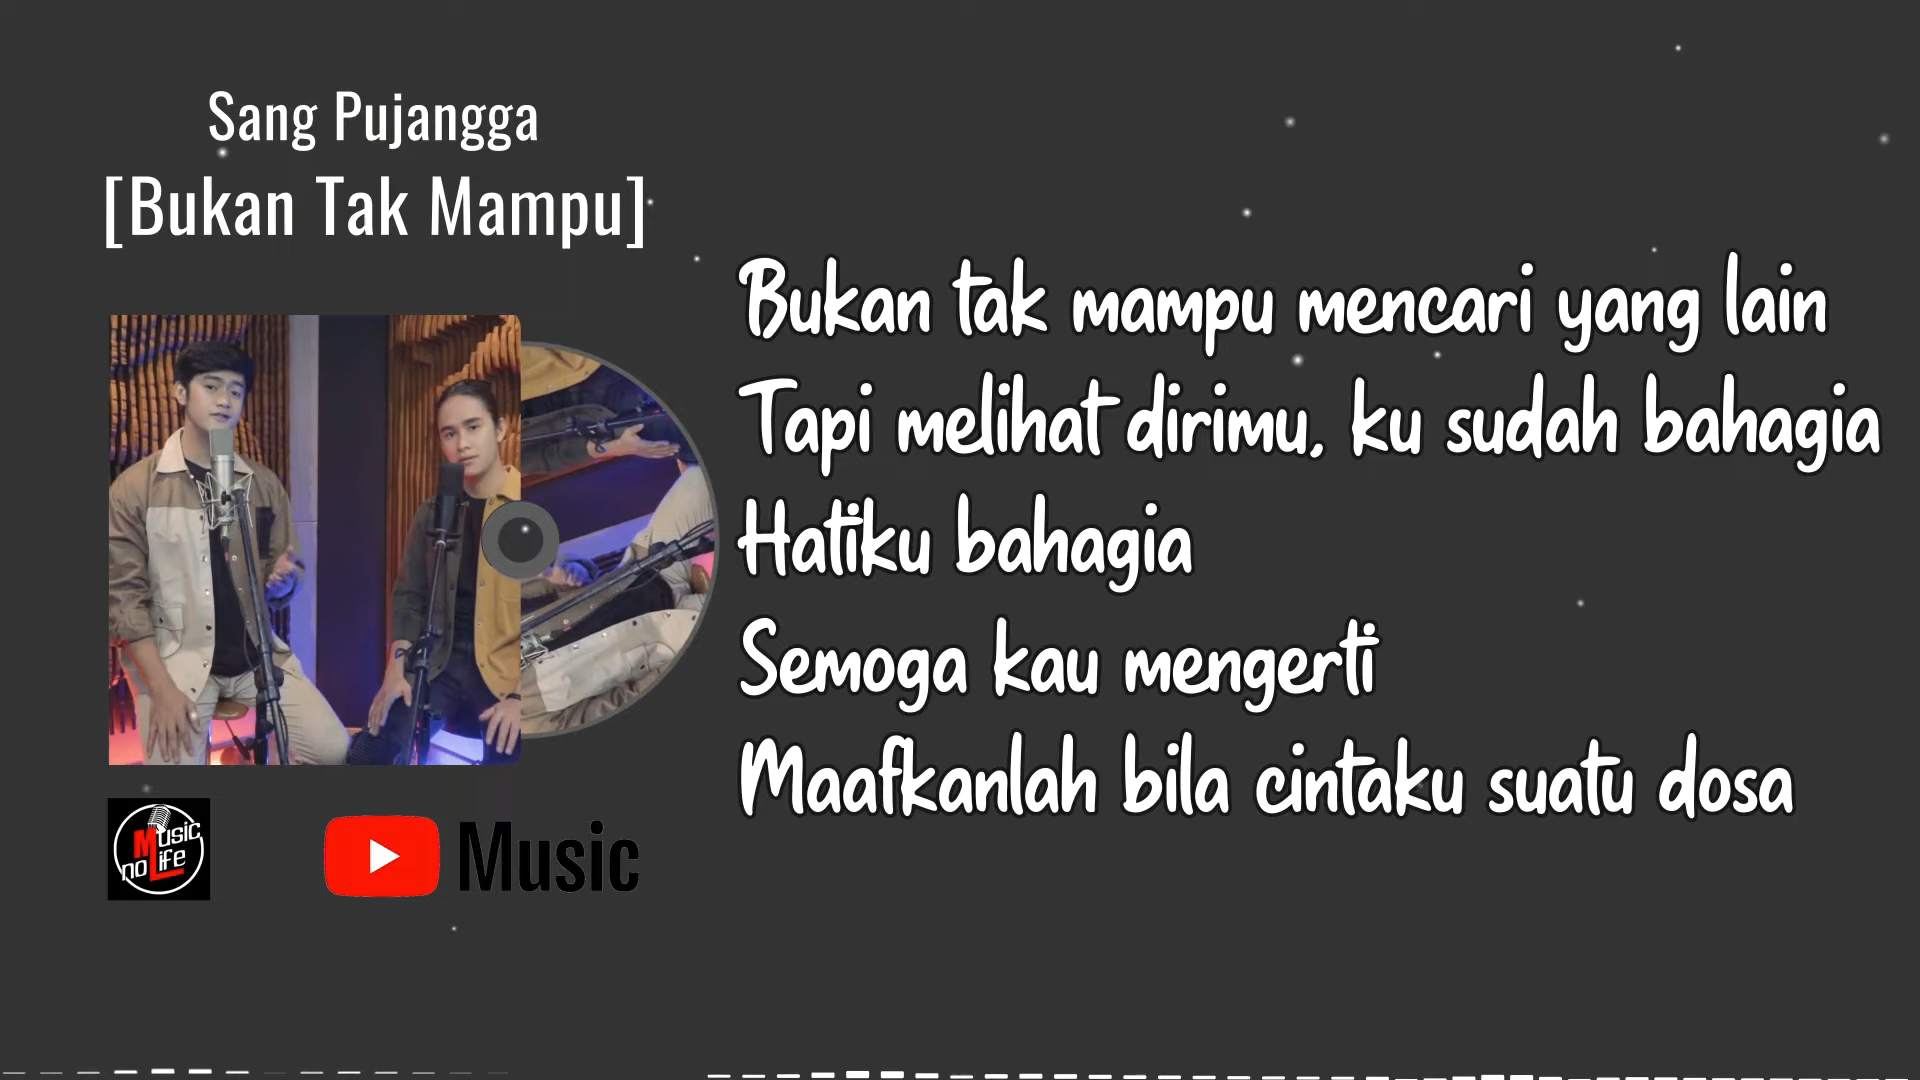 Sang Pujangga
[Bukan Tak Mampu]
Bukan tak mampu mencari yang lain
Tapi melihat dirimu, ku sudah bahagia
Hatiku bahagia
Semoga kau mengerti
Maafkanlah bila cintaku suatu dosa
Music
no Life
Music